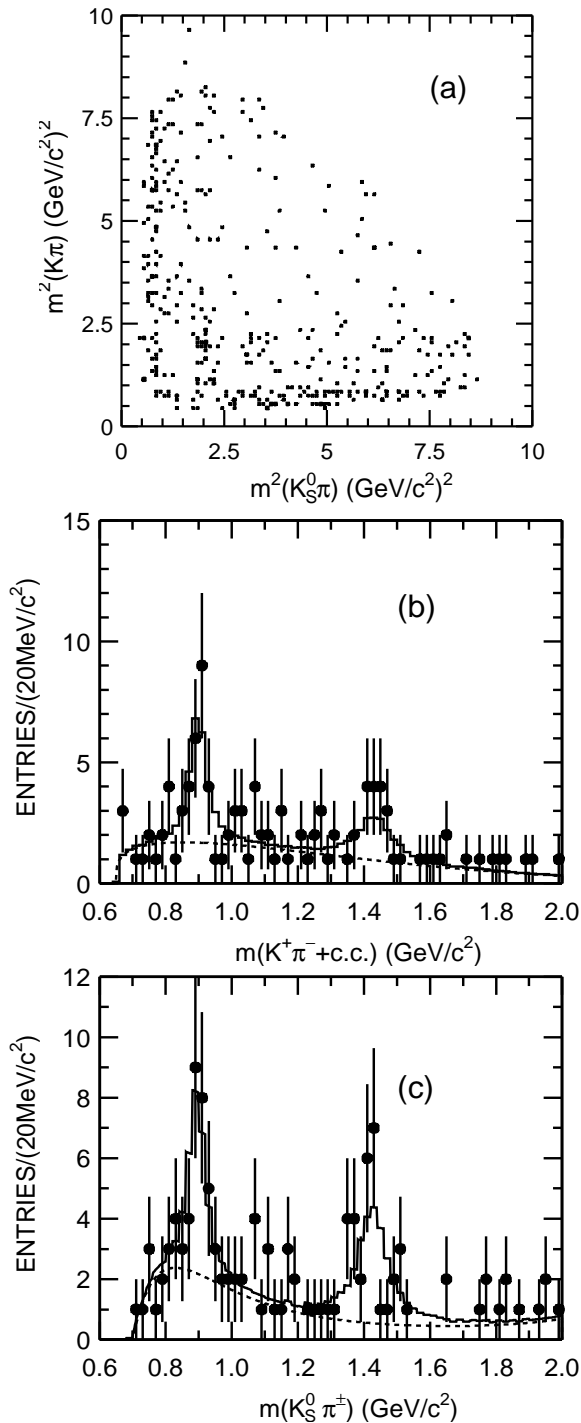 10
7.5
5
2.5
0
(a)
m²(Kπ) (GeV/c²)²
0 2.5 5 7.5 10
m²(K⁰_Sπ) (GeV/c²)²
15
10
5
0
(b)
ENTRIES/(20MeV/c²)
0.6 0.8 1.0 1.2 1.4 1.6 1.8 2.0
m(K⁺π⁻+c.c.) (GeV/c²)
12
10
8
6
4
2
0
(c)
ENTRIES/(20MeV/c²)
0.6 0.8 1.0 1.2 1.4 1.6 1.8 2.0
m(K⁰_S π±) (GeV/c²)